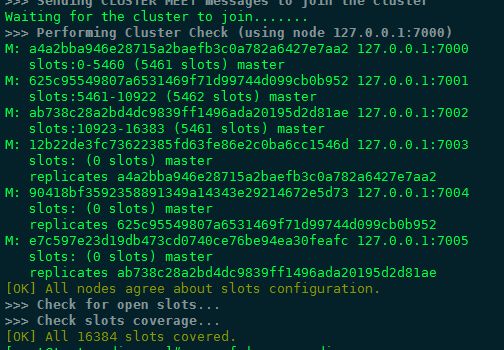 >>> Sending CLUSTER MEET messages to join the cluster
Waiting for the cluster to join.......
>>> Performing Cluster Check (using node 127.0.0.1:7000)
M: a4a2bba946e28715a2baefb3c0a782a6427e7aa2 127.0.0.1:7000
   slots:0-5460 (5461 slots) master
M: 625c95549807a6531469f71d99744d099cb0b952 127.0.0.1:7001
   slots:5461-10922 (5462 slots) master
M: ab738c28a2bd4dc9839ff1496ada20195d2d81ae 127.0.0.1:7002
   slots:10923-16383 (5461 slots) master
M: 12b22de3fc73622385fd63fe86e2c0ba6cc1546d 127.0.0.1:7003
   slots: (0 slots) master
   replicates a4a2bba946e28715a2baefb3c0a782a6427e7aa2
M: 90418bf3592358891349a14343e29214672e5d73 127.0.0.1:7004
   slots: (0 slots) master
   replicates 625c95549807a6531469f71d99744d099cb0b952
M: e7c597e23d19db473cd0740ce76be94ea30feafc 127.0.0.1:7005
   slots: (0 slots) master
   replicates ab738c28a2bd4dc9839ff1496ada20195d2d81ae
[OK] All nodes agree about slots configuration.
>>> Check for open slots...
>>> Check slots coverage...
[OK] All 16384 slots covered.